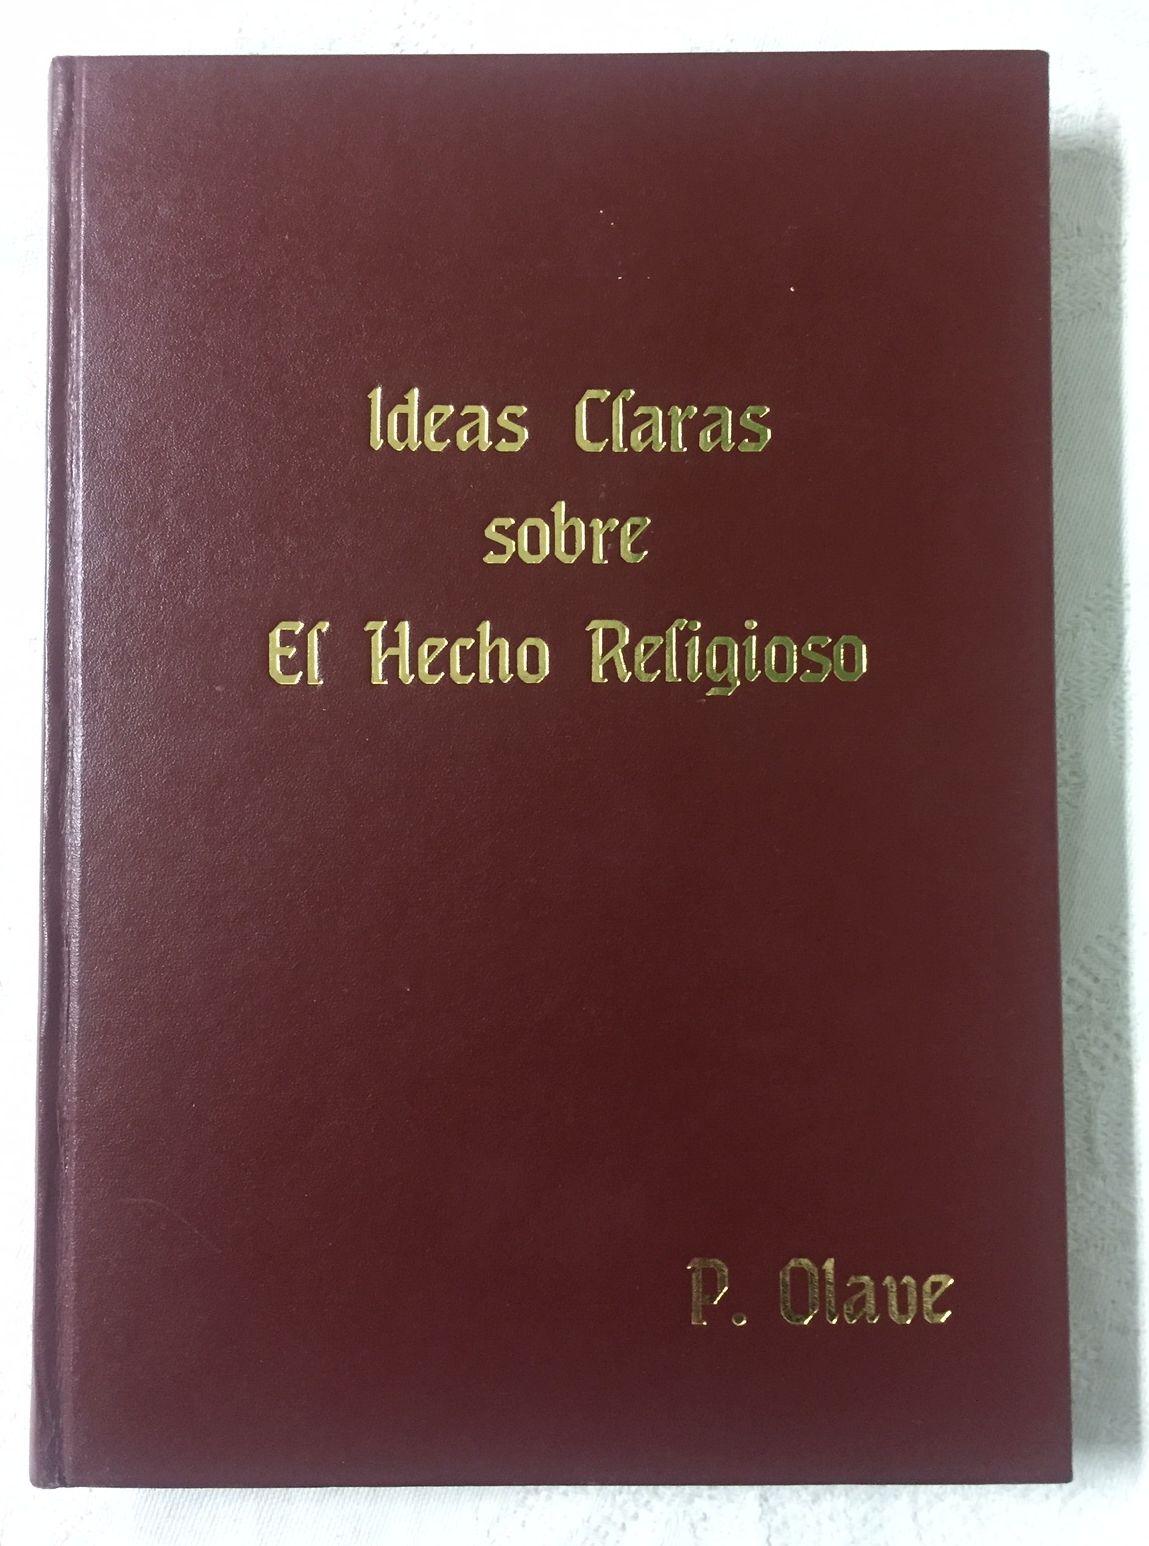 Ideas Claras
sobre
El Hecho Religioso
P. Olave